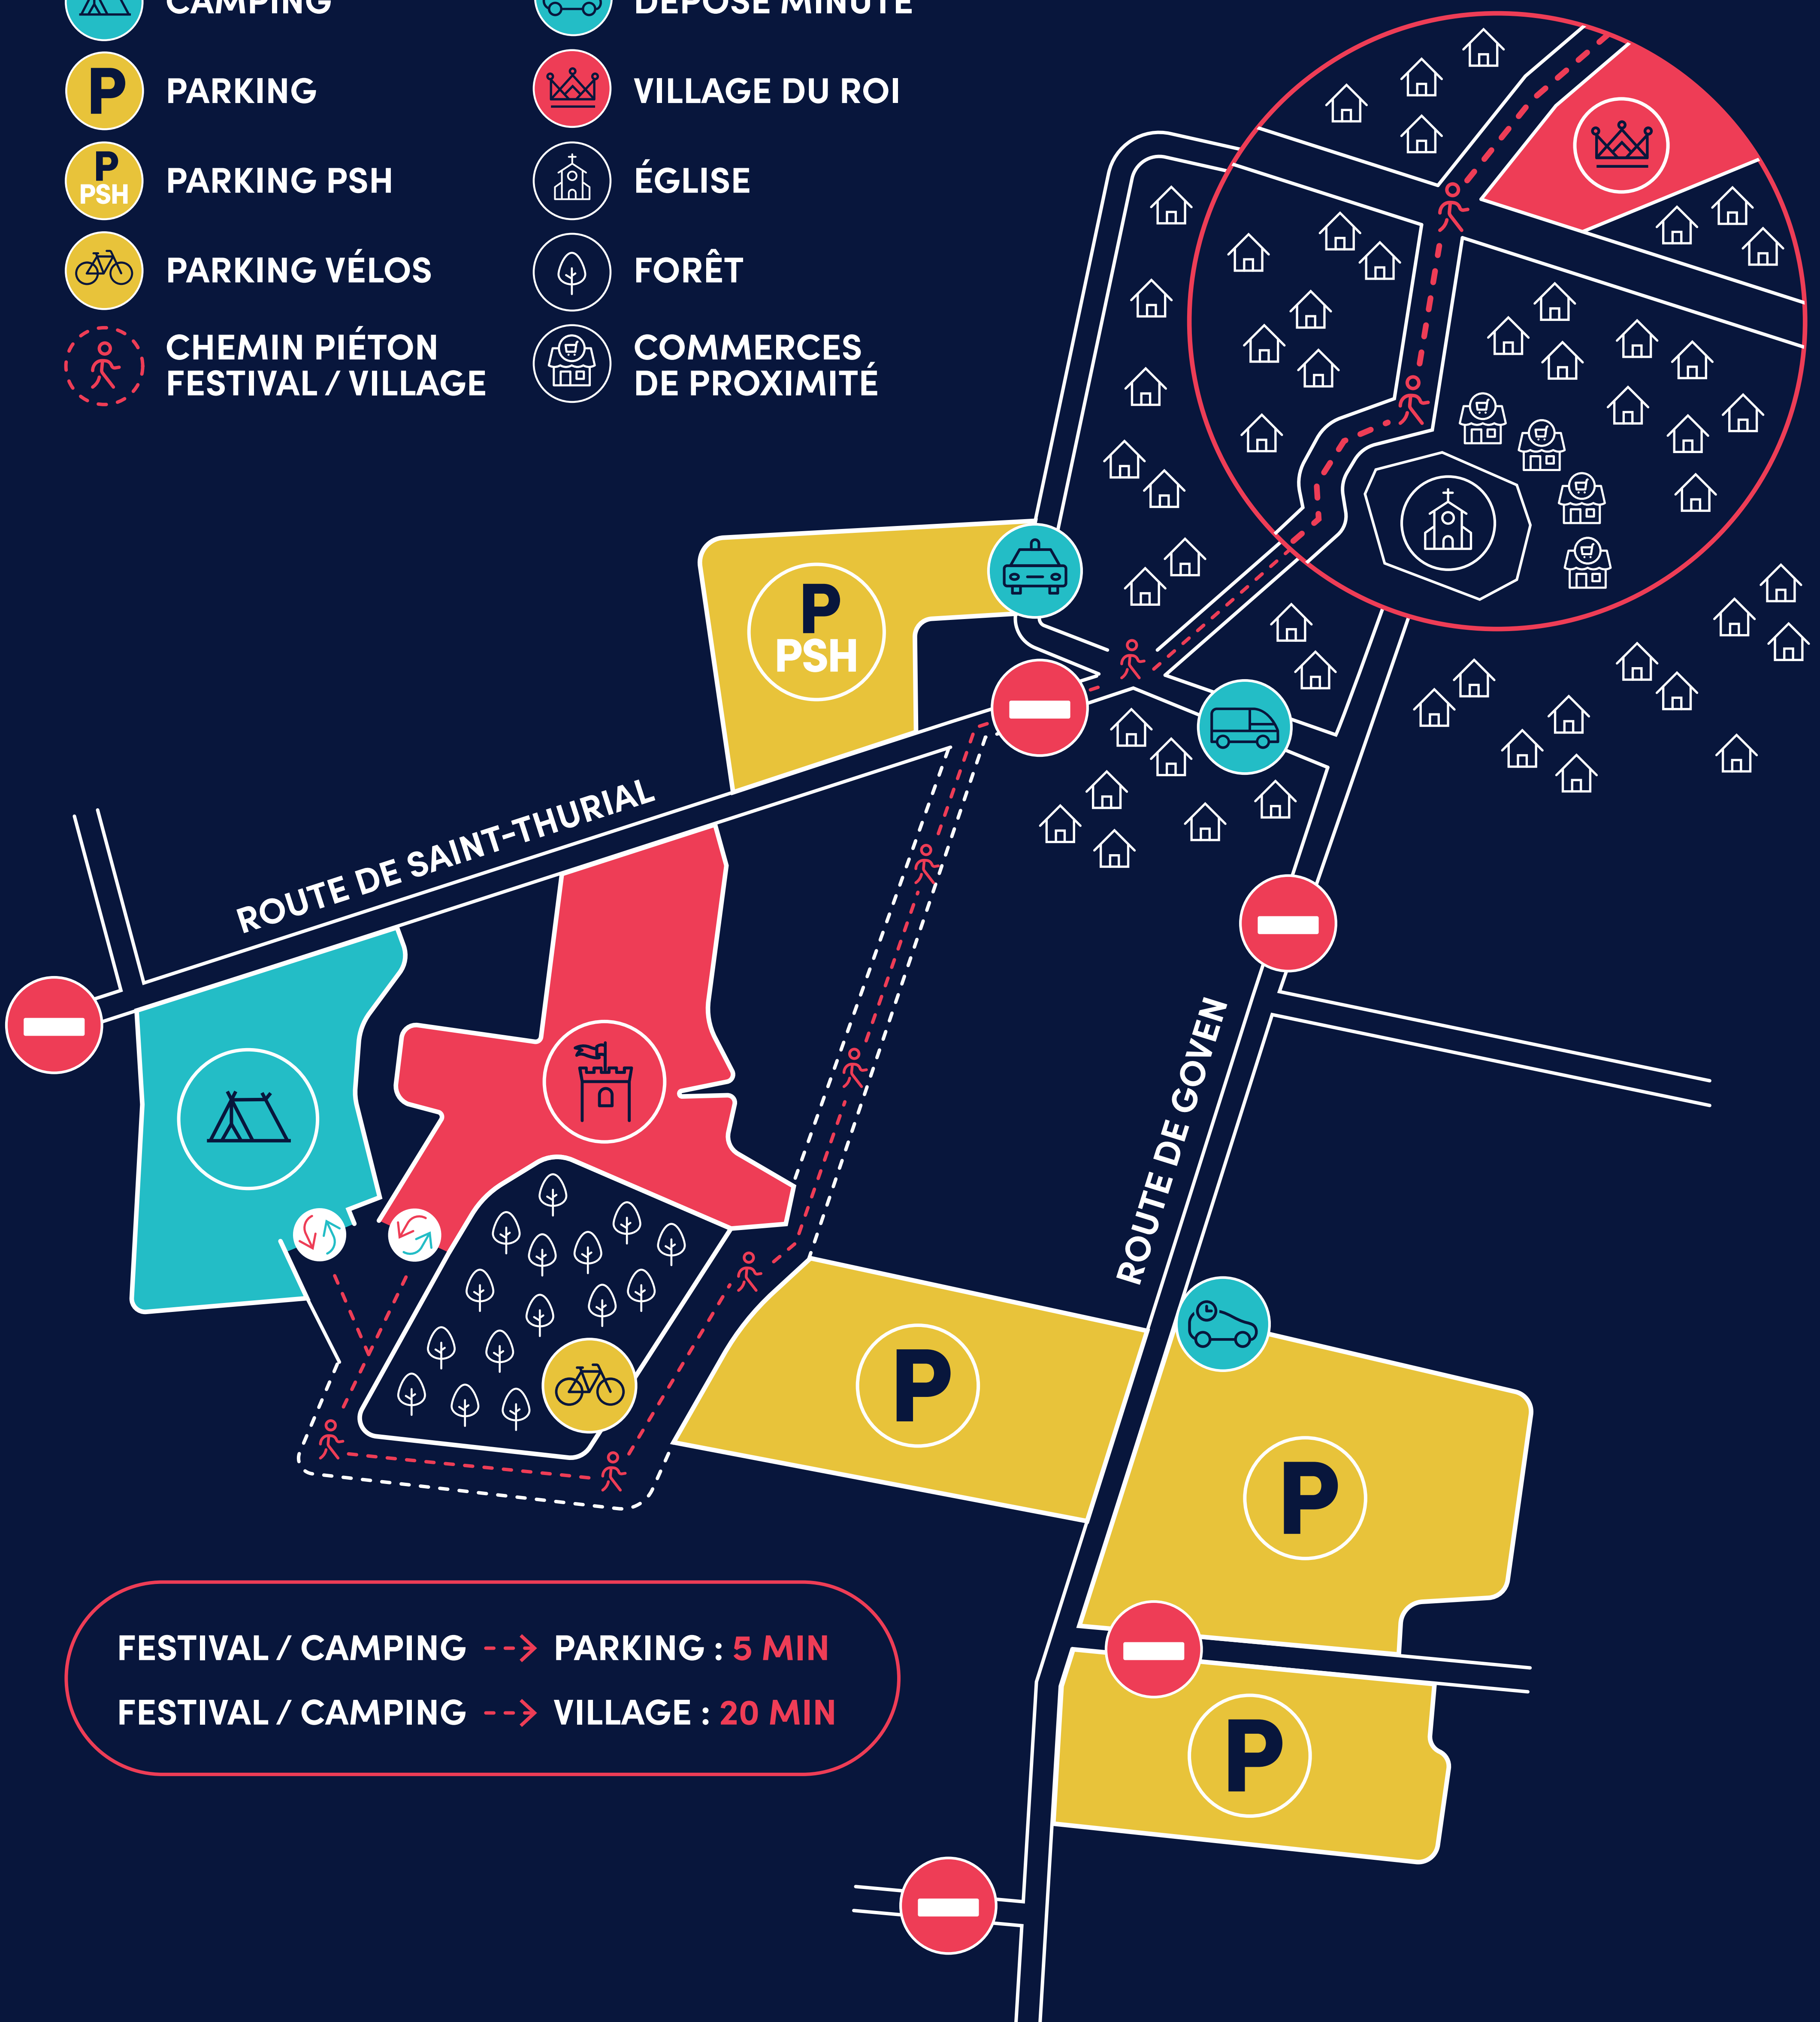 CAMPING
DÉPOSE MINUTE
P
PARKING
VILLAGE DU ROI
P
PSH
PARKING PSH
ÉGLISE
PARKING VÉLOS
FORÊT
CHEMIN PIÉTON
FESTIVAL / VILLAGE
COMMERCES
DE PROXIMITÉ
P
PSH
ROUTE DE SAINT-THURIAL
ROUTE DE GOVEN
P
P
P
FESTIVAL / CAMPING --> PARKING : 5 MIN
FESTIVAL / CAMPING --> VILLAGE : 20 MIN